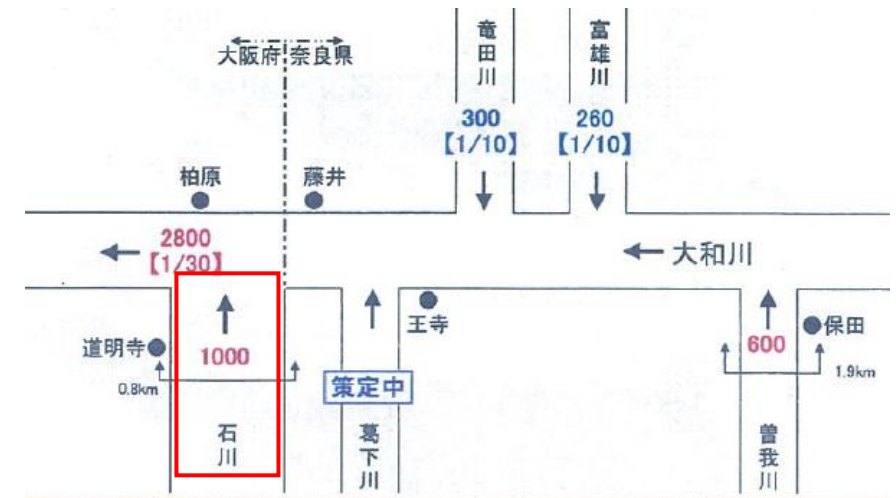 大阪府 奈良県
竜田川
富雄川
300
【1/10】
260
【1/10】
柏原
藤井
2800
【1/30】
大和川
王寺
保田
道明寺
1000
600
0.8km
1.9km
策定中
石川
葛下川
曽我川